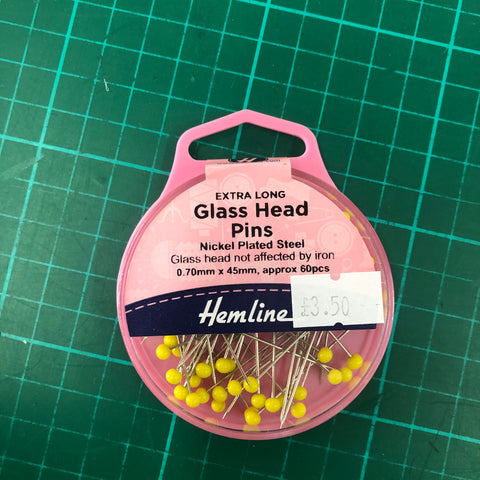 EXTRA LONG
Glass Head
Pins
Nickel Plated Steel
Glass head not affected by iron
0.70mm x 45mm, approx 60pcs
Hemline
£3.50